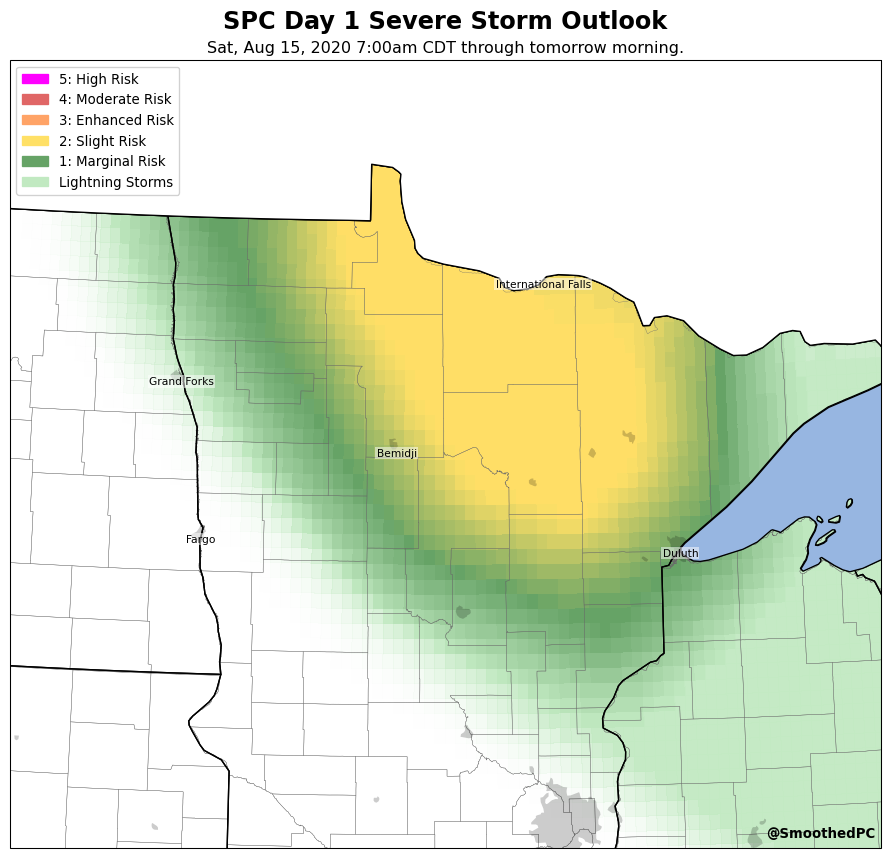 SPC Day 1 Severe Storm Outlook
Sat, Aug 15, 2020 7:00am CDT through tomorrow morning.
5: High Risk
4: Moderate Risk
3: Enhanced Risk
2: Slight Risk
1: Marginal Risk
Lightning Storms
International Falls
Grand Forks
Bemidji
Fargo
Duluth
@SmoothedPC